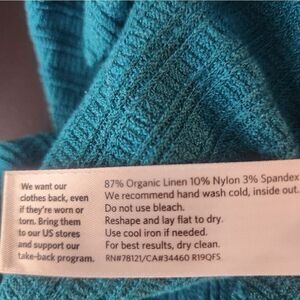 We want our
clothes back, even
if they're worn or
torn. Bring them
to our US stores
and support our
take-back program.
87% Organic Linen 10% Nylon 3% Spandex
We recommend hand wash cold, inside out.
Do not use bleach.
Reshape and lay flat to dry.
Use cool iron if needed.
For best results, dry clean.
RN#78121/CA#34460 R19QFS